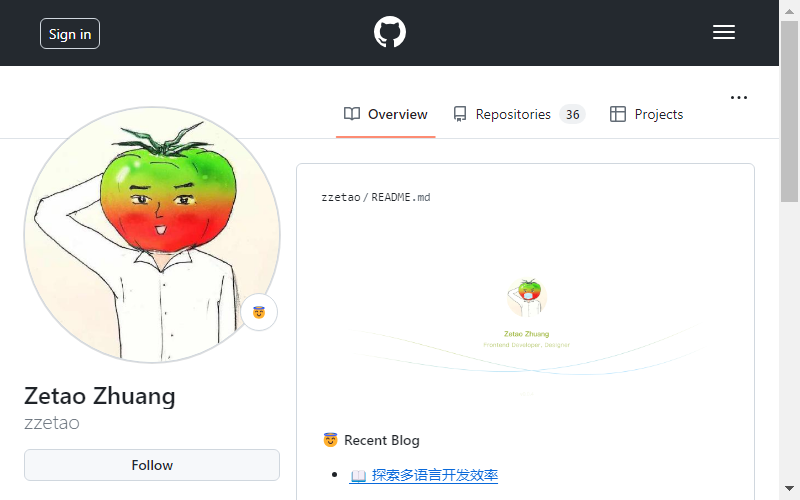 Sign in
Overview
Repositories 36
Projects
zzetao / README.md
Zetao Zhuang
Frontend Developer, Designer
Zetao Zhuang
zzetao
Follow
😇 Recent Blog
📖 探索多语言开发效率